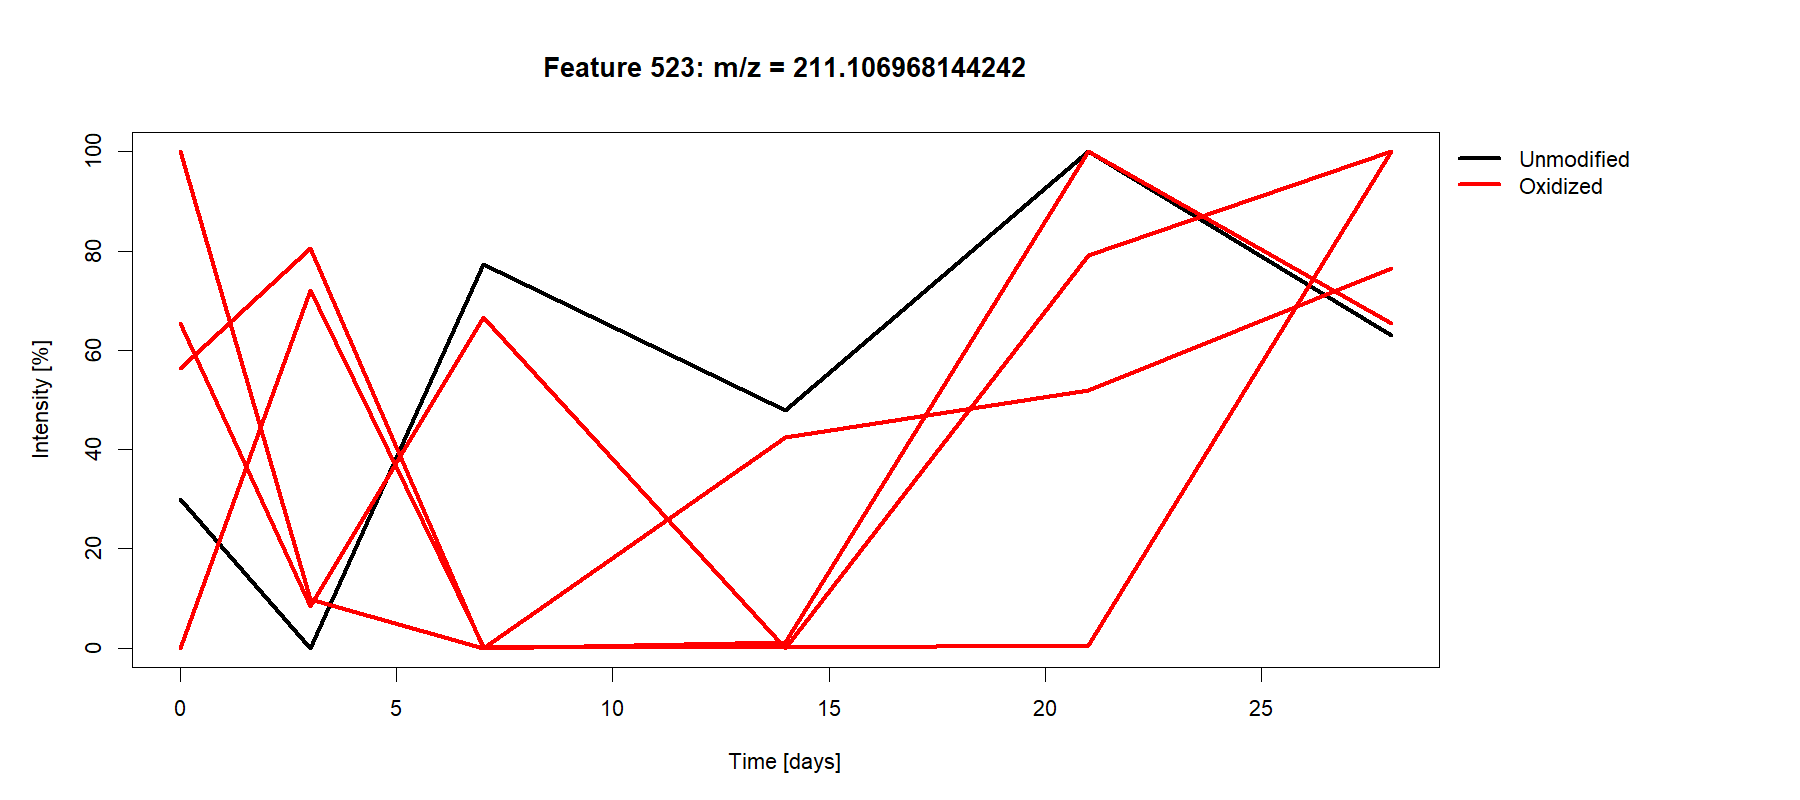 Feature 523: m/z = 211.106968144242
Unmodified
Oxidized
Intensity [%]
100
80
60
40
20
0
0 5 10 15 20 25
Time [days]